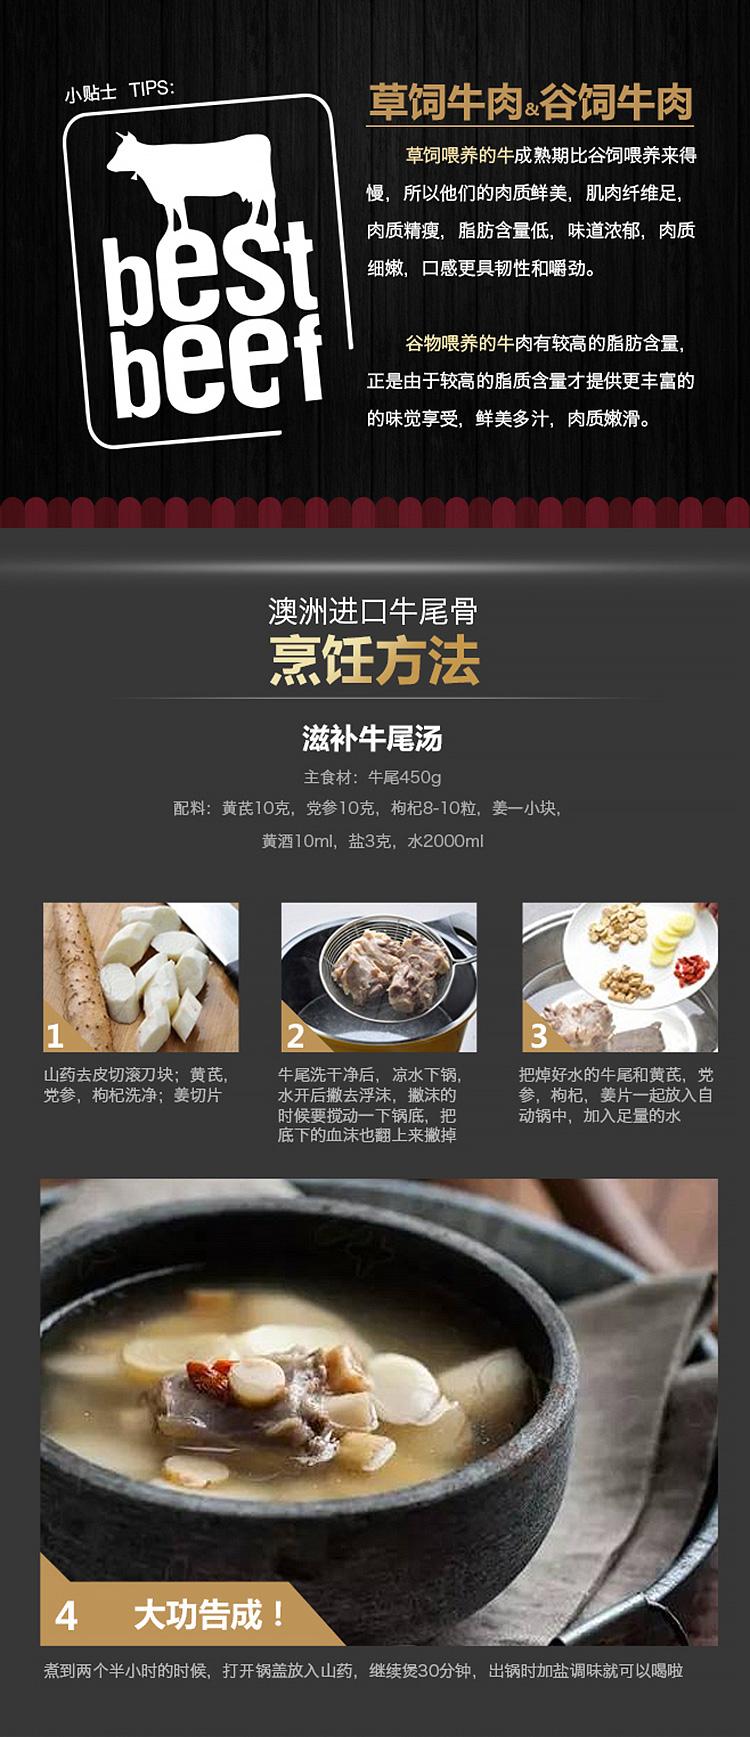 小贴士 TIPS:
best
beef
草饲牛肉&谷饲牛肉
草饲喂养的牛成熟期比谷饲喂养来得
慢，所以他们的肉质鲜美，肌肉纤维足，
肉质精瘦，脂肪含量低，味道浓郁，肉质
细嫩，口感更具韧性和嚼劲。
谷物喂养的牛肉有较高的脂肪含量，
正是由于较高的脂质含量才提供更丰富的
的味觉享受，鲜美多汁，肉质嫩滑。
澳洲进口牛尾骨
烹饪方法
滋补牛尾汤
主食材：牛尾450g
配料：黄芪10克，党参10克，枸杞8-10粒，姜一小块，
黄酒10ml，盐3克，水2000ml
1
山药去皮切滚刀块；黄芪，
党参，枸杞洗净；姜切片
2
牛尾洗干净后，凉水下锅，
水开后撇去浮沫，撇沫的
时候要搅动一下锅底，把
底下的血沫也翻上来撇掉
3
把焯好水的牛尾和黄芪，党
参，枸杞，姜片一起放入自
动锅中，加入足量的水
4 大功告成！
煮到两个半小时的时候，打开锅盖放入山药，继续煲30分钟，出锅时加盐调味就可以喝啦